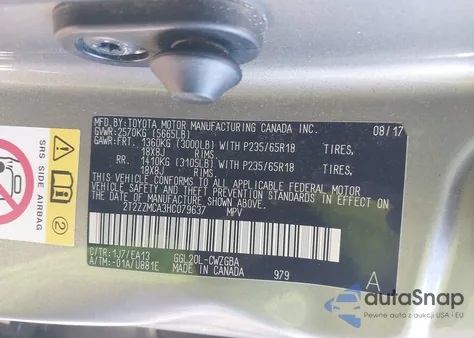 MFD.BY:TOYOTA MOTOR MANUFACTURING CANADA INC. 08/17
GVWR:2570KG (5665LB)
GAWR:FRT. 1360KG (3000LB) WITH P235/65R18 TIRES,
18X8J RIMS.
RR. 1410KG (3105LB) WITH P235/65R18 TIRES,
18X8J RIMS.
THIS VEHICLE CONFORMS TO ALL APPLICABLE FEDERAL MOTOR
VEHICLE SAFETY AND THEFT PREVENTION STANDARDS IN EFFECT
ON THE DATE OF MANUFACTURE SHOWN ABOVE.
2T2ZZMCA3HC079637 MPV
C/TR:1J7/EA13 GGL20L-CWZGBA
A/TM:-01A/U881E MADE IN CANADA 979 A
SRS SIDE AIRBAG
autoSnap
Pewne auta z USA i EU